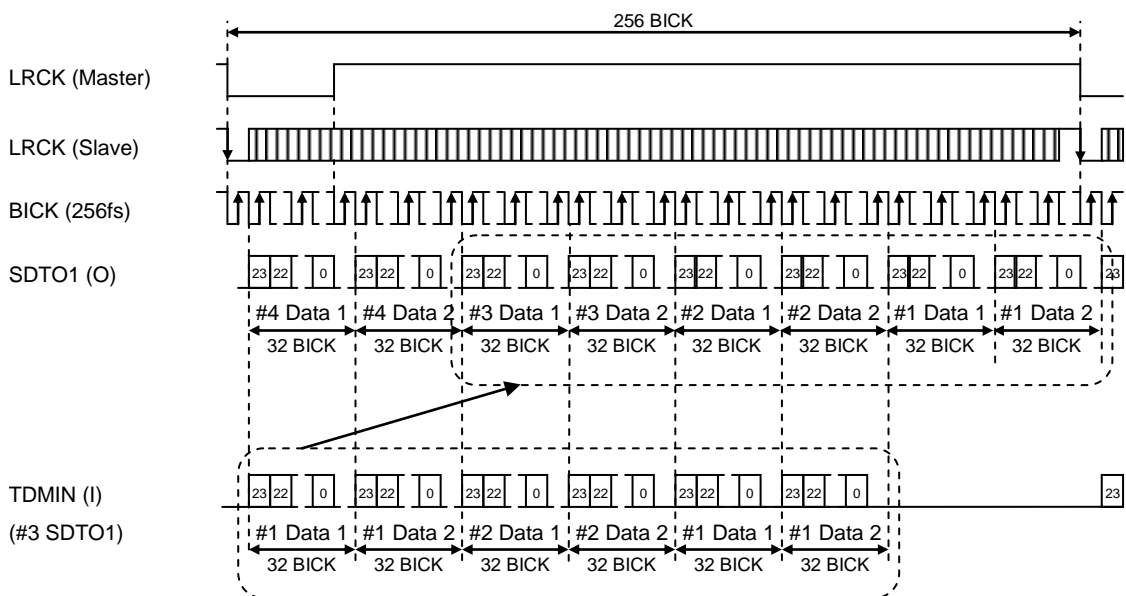 256 BICK
LRCK (Master)
LRCK (Slave)
BICK (256fs)
SDTO1 (O)
23 22 0 23 22 0 23 22 0 23 22 0 23 22 0 23 22 0 23 22 0 23 22 0 23
#4 Data 1 #4 Data 2 #3 Data 1 #3 Data 2 #2 Data 1 #2 Data 2 #1 Data 1 #1 Data 2
32 BICK 32 BICK 32 BICK 32 BICK 32 BICK 32 BICK 32 BICK 32 BICK
TDMIN (I)
23 22 0 23 22 0 23 22 0 23 22 0 23 22 0 23 22 0 23
(#3 SDTO1)
#1 Data 1 #1 Data 2 #2 Data 1 #2 Data 2 #1 Data 1 #1 Data 2
32 BICK 32 BICK 32 BICK 32 BICK 32 BICK 32 BICK